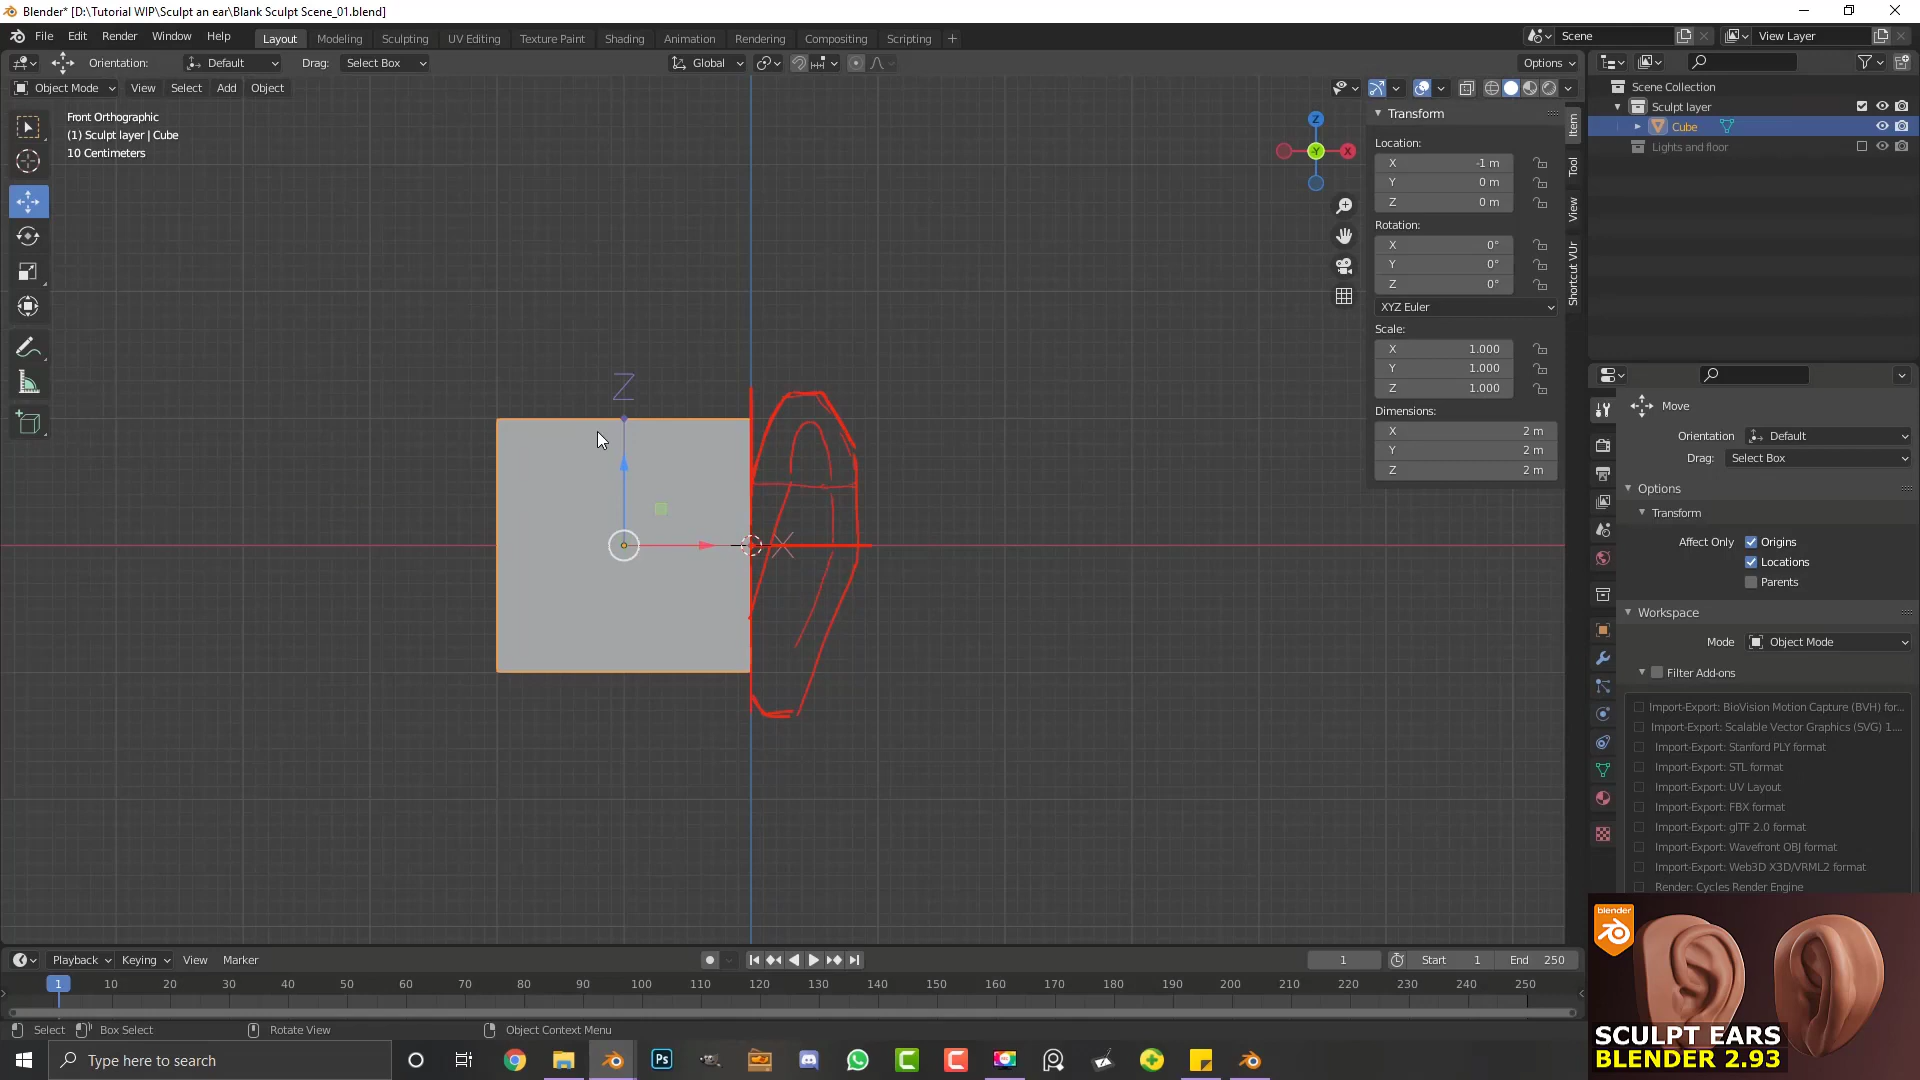 Blender* [D:\Tutorial WIP\Sculpt an ear\Blank Sculpt Scene_01.blend]
File Edit Render Window Help
Layout Modeling Sculpting UV Editing Texture Paint Shading Animation Rendering Compositing Scripting +
Scene
View Layer
Orientation: Default Drag: Select Box
Global
Options
Object Mode View Select Add Object
Front Orthographic
(1) Sculpt layer | Cube
10 Centimeters
Z
X
Z
X
-Y
Transform
Location:
X -1 m
Y 0 m
Z 0 m
Rotation:
X 0°
Y 0°
Z 0°
XYZ Euler
Scale:
X 1.000
Y 1.000
Z 1.000
Dimensions:
X 2 m
Y 2 m
Z 2 m
Item
Tool
View
Shortcut VUr
Scene Collection
Sculpt layer
Cube
Lights and floor
Move
Orientation Default
Drag: Select Box
Options
Transform
Affect Only Origins
Locations
Parents
Workspace
Mode Object Mode
Filter Add-ons
Import-Export: BioVision Motion Capture (BVH) for...
Import-Export: Scalable Vector Graphics (SVG) 1....
Import-Export: Stanford PLY format
Import-Export: STL format
Import-Export: UV Layout
Import-Export: FBX format
Import-Export: glTF 2.0 format
Import-Export: Wavefront OBJ format
Import-Export: Web3D X3D/VRML2 format
Render: Cycles Render Engine
Playback Keying View Marker
1
Start 1
End 250
1 10 20 30 40 50 60 70 80 90 100 110 120 130 140 150 160 170 180 190 200 210 220 230 240 250
Select Box Select Rotate View Object Context Menu
Type here to search
Ps
blender
SCULPT EARS
BLENDER 2.93